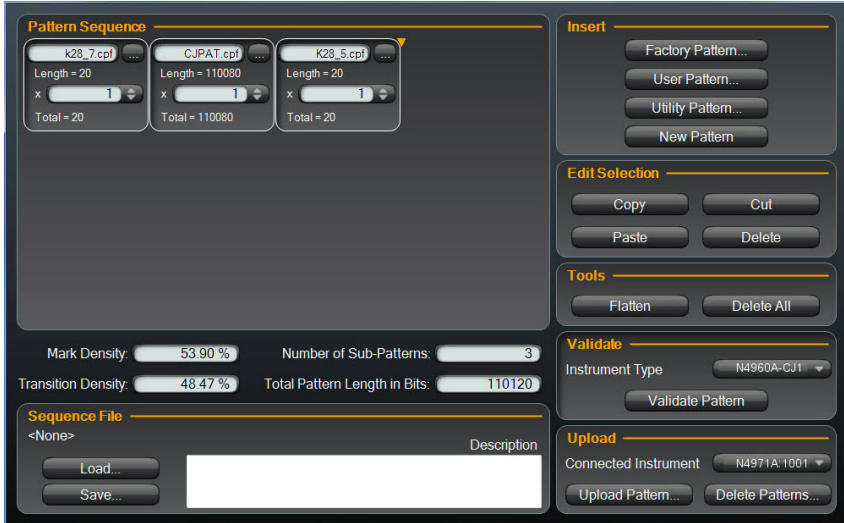 Pattern Sequence
k28_7.cpf ... CJPAT.cpf ... K28_5.cpf ...
Length = 20 Length = 110080 Length = 20
x 1 x 1 x 1
Total = 20 Total = 110080 Total = 20
Mark Density: 53.90 % Number of Sub-Patterns: 3
Transition Density: 48.47 % Total Pattern Length in Bits: 110120
Sequence File
<None>
Description
Load...
Save...
Insert
Factory Pattern...
User Pattern...
Utility Pattern...
New Pattern
Edit Selection
Copy Cut
Paste Delete
Tools
Flatten Delete All
Validate
Instrument Type N4960A-CJ1
Validate Pattern
Upload
Connected Instrument N4971A:1001
Upload Pattern... Delete Patterns...